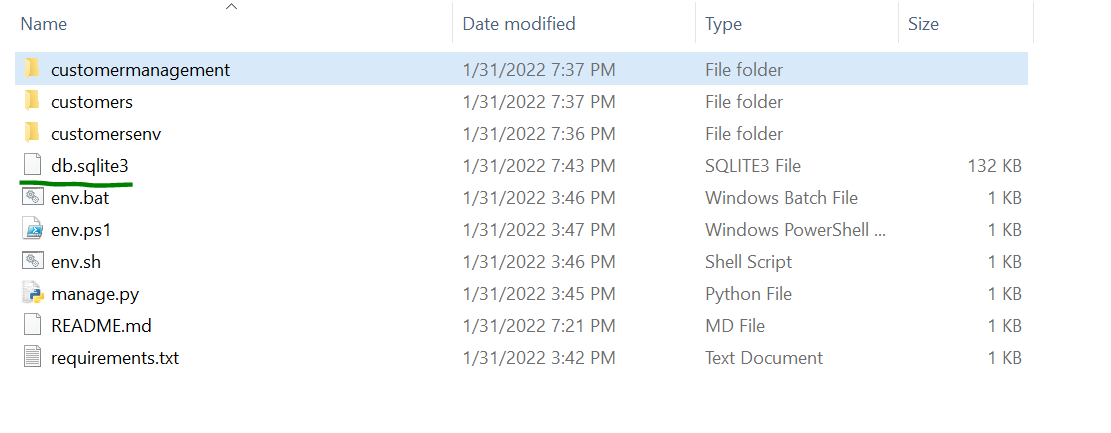 Name Date modified Type Size
customermanagement 1/31/2022 7:37 PM File folder
customers 1/31/2022 7:37 PM File folder
customersenv 1/31/2022 7:36 PM File folder
db.sqlite3 1/31/2022 7:43 PM SQLITE3 File 132 KB
env.bat 1/31/2022 3:46 PM Windows Batch File 1 KB
env.ps1 1/31/2022 3:47 PM Windows PowerShell ... 1 KB
env.sh 1/31/2022 3:46 PM Shell Script 1 KB
manage.py 1/31/2022 3:45 PM Python File 1 KB
README.md 1/31/2022 7:21 PM MD File 1 KB
requirements.txt 1/31/2022 3:42 PM Text Document 1 KB